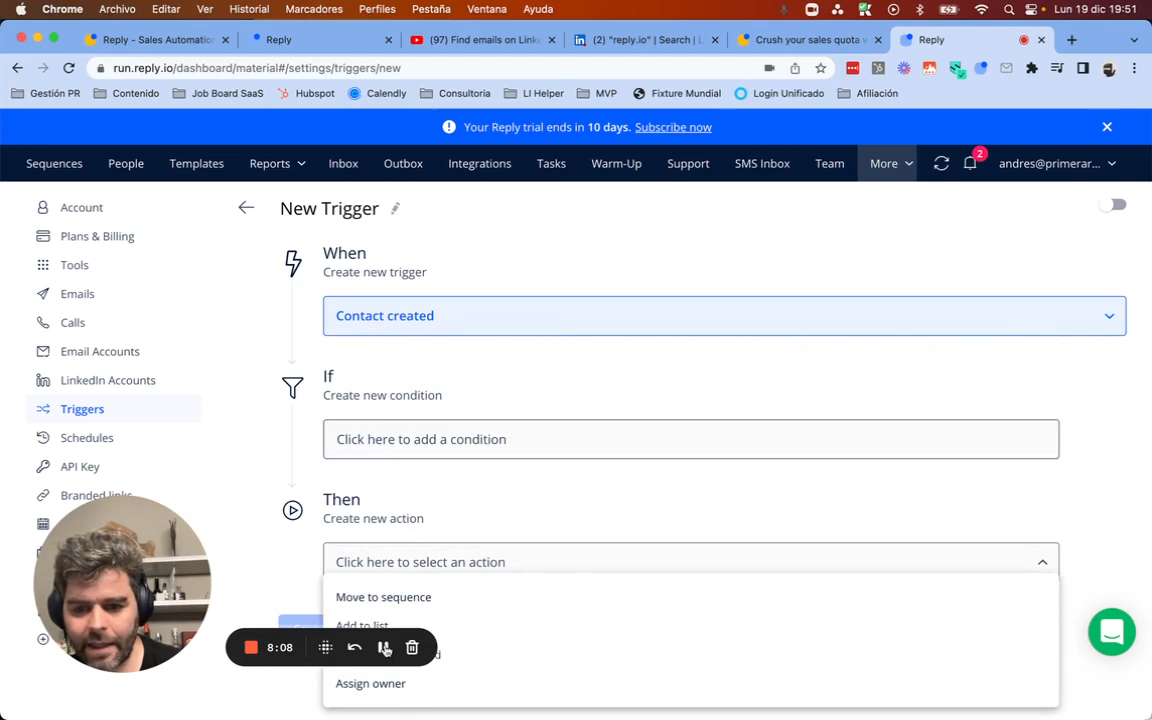 Chrome Archivo Editar Ver Historial Marcadores Perfiles Pestaña Ventana Ayuda Lun 19 dic 19:51
Reply - Sales Automatio
Reply
(97) Find emails on Linke
(2) "reply.io" | Search | L
Crush your sales quota w
Reply
run.reply.io/dashboard/material#/settings/triggers/new
Gestión PR Contenido Job Board SaaS Hubspot Calendly Consultoria LI Helper MVP Fixture Mundial Login Unificado Afiliación
Your Reply trial ends in 10 days. Subscribe now
Sequences People Templates Reports Inbox Outbox Integrations Tasks Warm-Up Support SMS Inbox Team More 2 andres@primerar...
Account
Plans & Billing
Tools
Emails
Calls
Email Accounts
LinkedIn Accounts
Triggers
Schedules
API Key
Branded links
New Trigger
When
Create new trigger
Contact created
If
Create new condition
Click here to add a condition
Then
Create new action
Click here to select an action
Move to sequence
Add to list
Assign owner
8:08